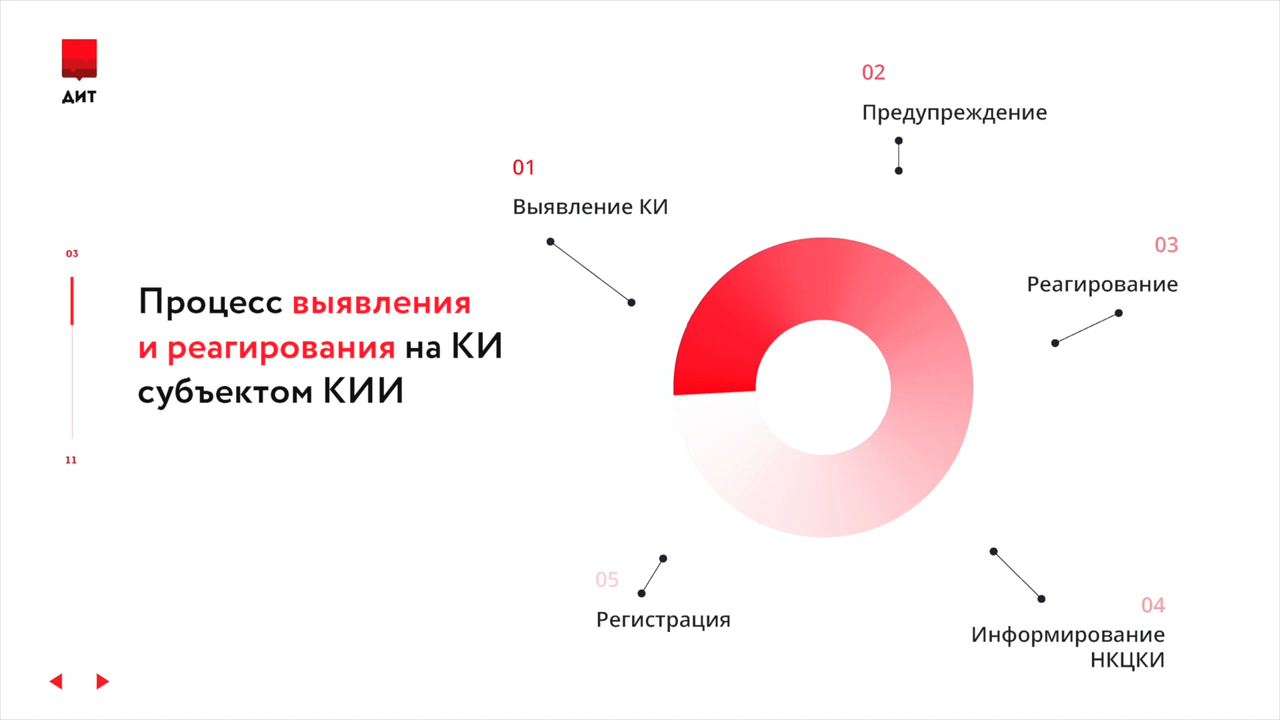 ДИТ
03
11
Процесс выявления
и реагирования на КИ
субъектом КИИ
01
Выявление КИ
02
Предупреждение
03
Реагирование
04
Информирование
НКЦКИ
05
Регистрация